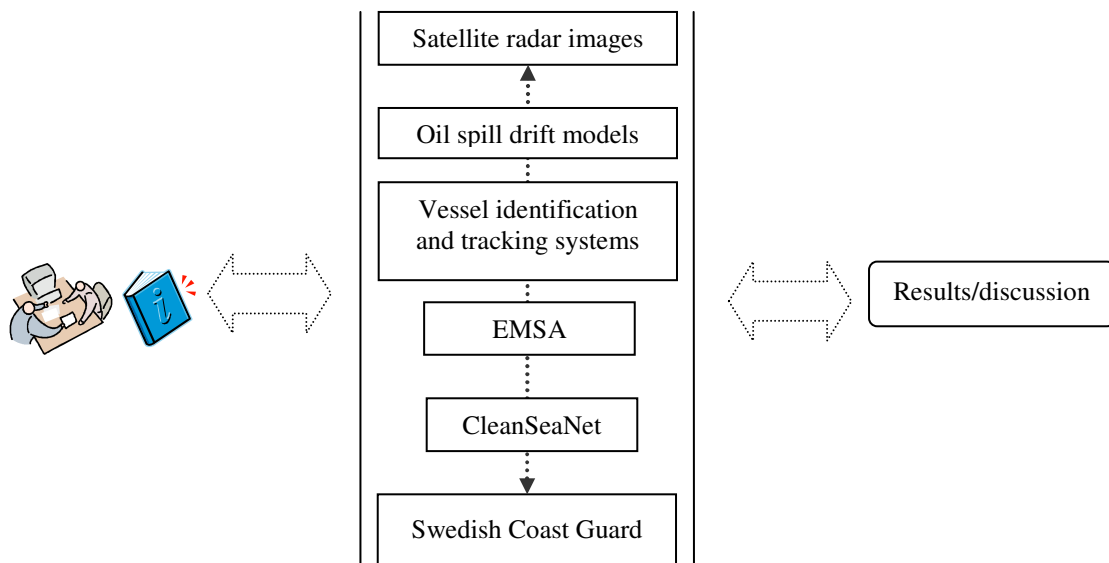 Satellite radar images
Oil spill drift models
Vessel identification
and tracking systems
EMSA
CleanSeaNet
Swedish Coast Guard
i
Results/discussion